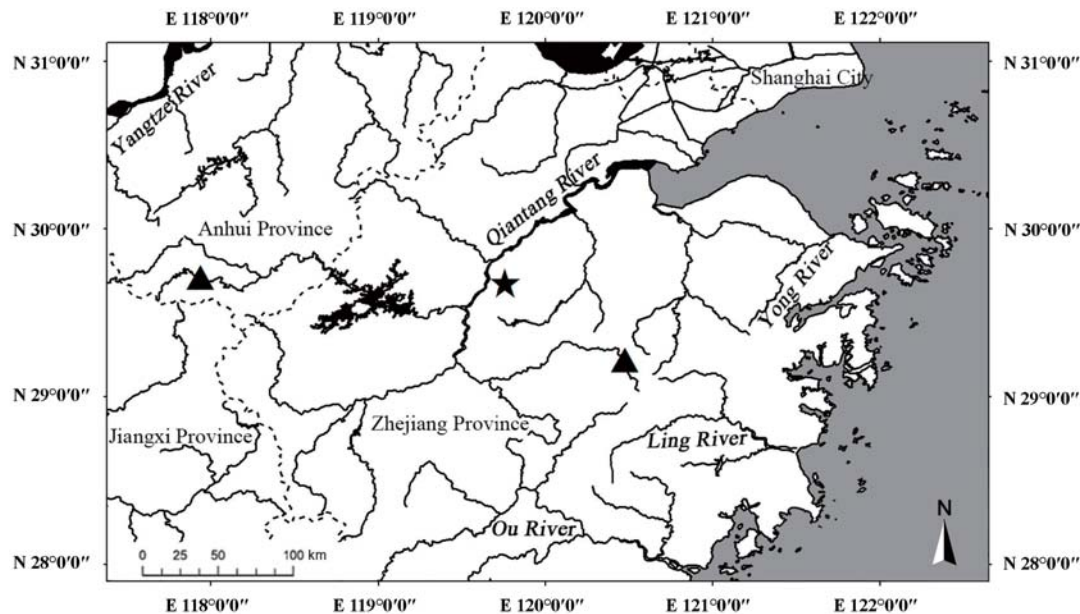 E 118°0'0" E 119°0'0" E 120°0'0" E 121°0'0" E 122°0'0"
N 31°0'0" N 31°0'0"
Shanghai City
Yangtze River
Qiantang River
N 30°0'0" Anhui Province N 30°0'0"
Yong River
N 29°0'0" N 29°0'0"
Jiangxi Province Zhejiang Province Ling River
Ou River N
0 25 50 100 km
N 28°0'0" N 28°0'0"
E 118°0'0" E 119°0'0" E 120°0'0" E 121°0'0" E 122°0'0"